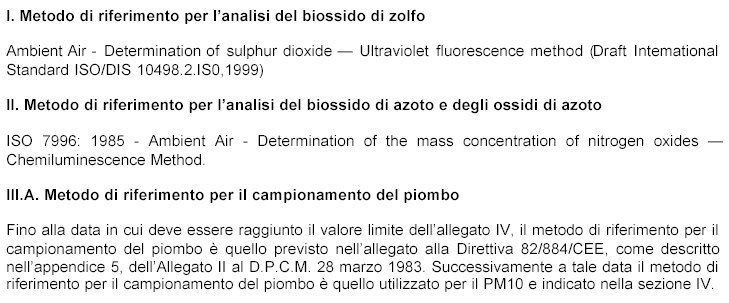 I. Metodo di riferimento per l'analisi del biossido di zolfo
Ambient Air - Determination of sulphur dioxide — Ultraviolet fluorescence method (Draft International
Standard ISO/DIS 10498.2.IS0,1999)
II. Metodo di riferimento per l'analisi del biossido di azoto e degli ossidi di azoto
ISO 7996: 1985 - Ambient Air - Determination of the mass concentration of nitrogen oxides —
Chemiluminescence Method.
III.A. Metodo di riferimento per il campionamento del piombo
Fino alla data in cui deve essere raggiunto il valore limite dell'allegato IV, il metodo di riferimento per il
campionamento del piombo è quello previsto nell'allegato alla Direttiva 82/884/CEE, come descritto
nell'appendice 5, dell'Allegato II al D.P.C.M. 28 marzo 1983. Successivamente a tale data il metodo di
riferimento per il campionamento del piombo è quello utilizzato per il PM10 e indicato nella sezione IV.